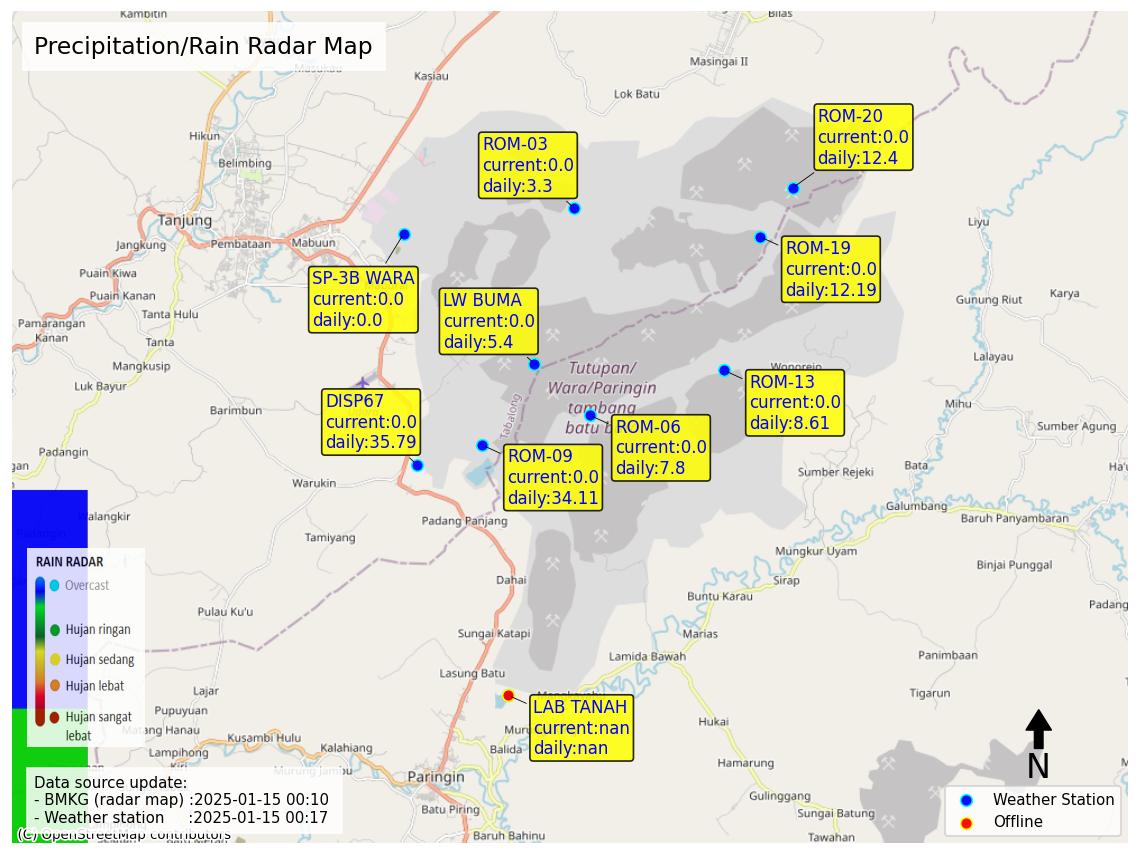 Precipitation/Rain Radar Map
Kambitin
Bilas
Masukau
Kasiau
Masingai II
Lok Batu
Hikun
Belimbing
Tanjung
Jangkung
Pembataan
Mabuun
Puain Kiwa
Puain Kanan
Tanta Hulu
Pamarangan
Kanan
Tanta
Mangkusip
Luk Bayur
Barimbun
Padangin
Warukin
Walangkir
Tamiyang
Pulau Ku'u
Lajar
Pupuyuan
Matang Hanau
Kusambi Hulu
Lampihong
Kalahiang
Murung Jambu
Paringin
Batu Piring
Baruh Bahinu
Balida
Lasung Batu
Sungai Katapi
Dahai
Padang Panjang
Tabalong
Tutupan/
Wara/Paringin
tambang
batu
Wonorejo
Liyu
Gunung Riut
Karya
Lalayau
Mihu
Sumber Agung
Bata
Sumber Rejeki
Galumbang
Baruh Panyambaran
Mungkur Uyam
Binjai Punggal
Sirap
Buntu Karau
Marias
Lamida Bawah
Panimbaan
Tigarun
Hukai
Hamarung
Gulinggang
Sungai Batung
Tawahan
Padang
ROM-03
current:0.0
daily:3.3
ROM-20
current:0.0
daily:12.4
SP-3B WARA
current:0.0
daily:0.0
LW BUMA
current:0.0
daily:5.4
ROM-19
current:0.0
daily:12.19
DISP67
current:0.0
daily:35.79
ROM-09
current:0.0
daily:34.11
ROM-06
current:0.0
daily:7.8
ROM-13
current:0.0
daily:8.61
LAB TANAH
current:nan
daily:nan
RAIN RADAR
Overcast
Hujan ringan
Hujan sedang
Hujan lebat
Hujan sangat
lebat
Data source update:
- BMKG (radar map) :2025-01-15 00:10
- Weather station :2025-01-15 00:17
(C) OpenStreetMap contributors
N
Weather Station
Offline